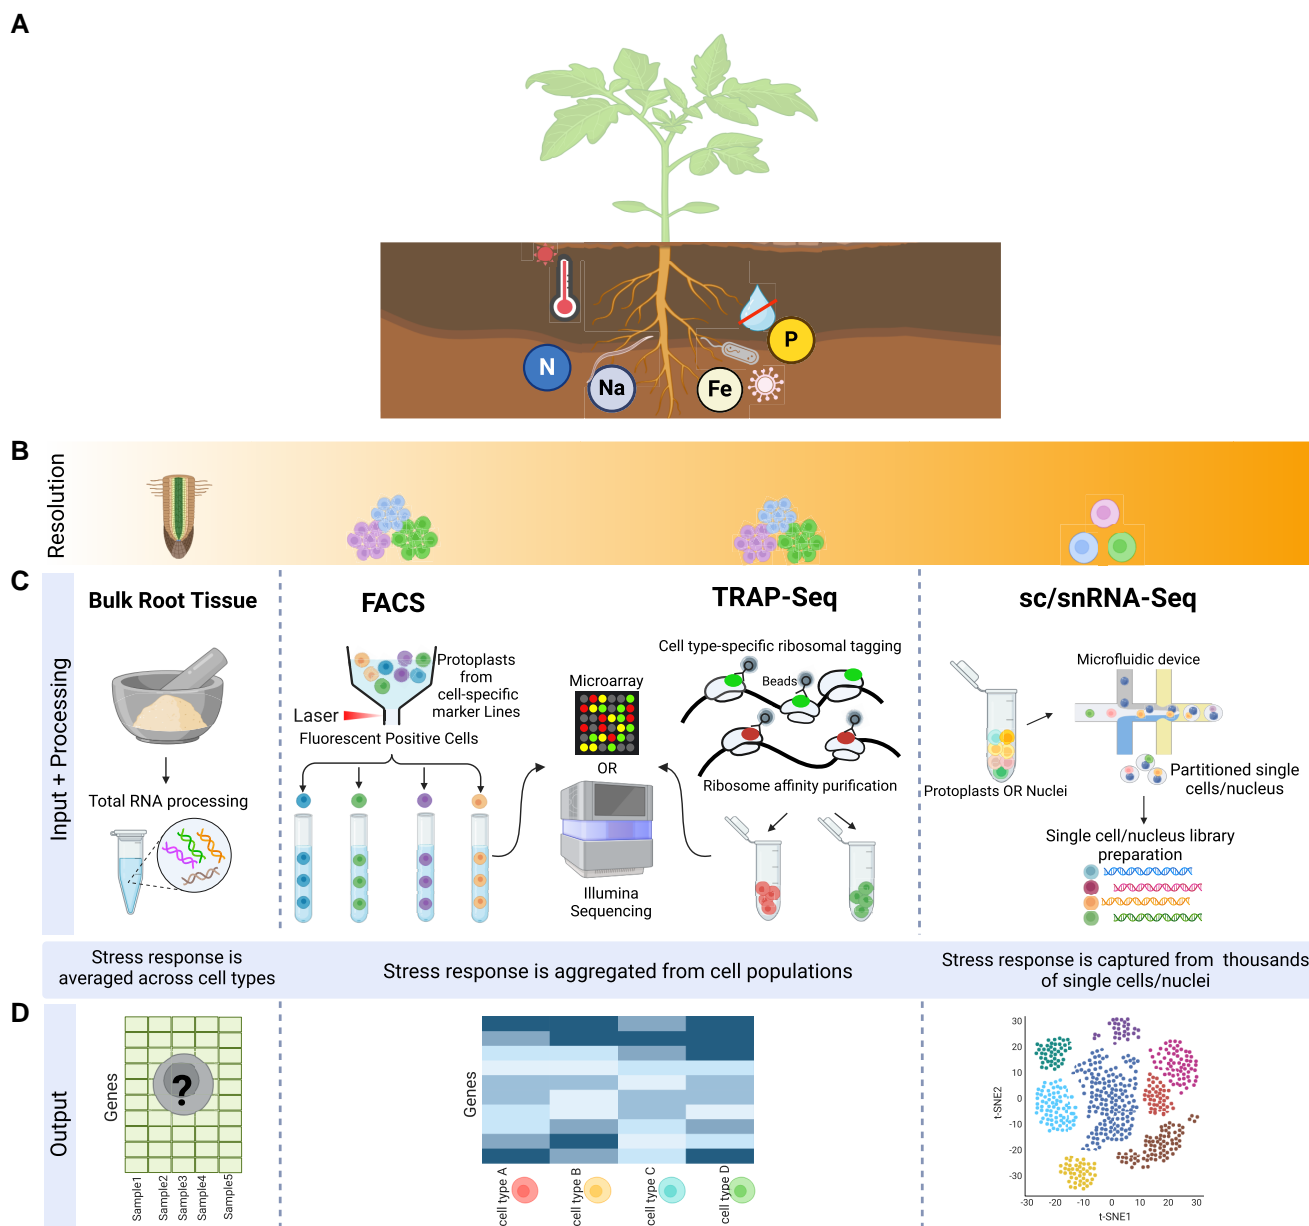 A
N
Na
Fe
P
B
Resolution
C
Input + Processing
Bulk Root Tissue
FACS
TRAP-Seq
sc/snRNA-Seq
Total RNA processing
Protoplasts
from
cell-specific
marker Lines
Laser
Fluorescent Positive Cells
Microarray
OR
Illumina
Sequencing
Cell type-specific ribosomal tagging
Beads
Ribosome affinity purification
Microfluidic device
Protoplasts OR Nuclei
Partitioned single
cells/nucleus
Single cell/nucleus library
preparation
Stress response is
averaged across cell types
Stress response is aggregated from cell populations
Stress response is captured from thousands
of single cells/nuclei
D
Output
Genes
?
Sample1
Sample2
Sample3
Sample4
Sample5
Genes
cell type A
cell type B
cell type C
cell type D
t-SNE2
30
20
10
0
-10
-20
-30
-30
-20
-10
0
10
20
30
t-SNE1